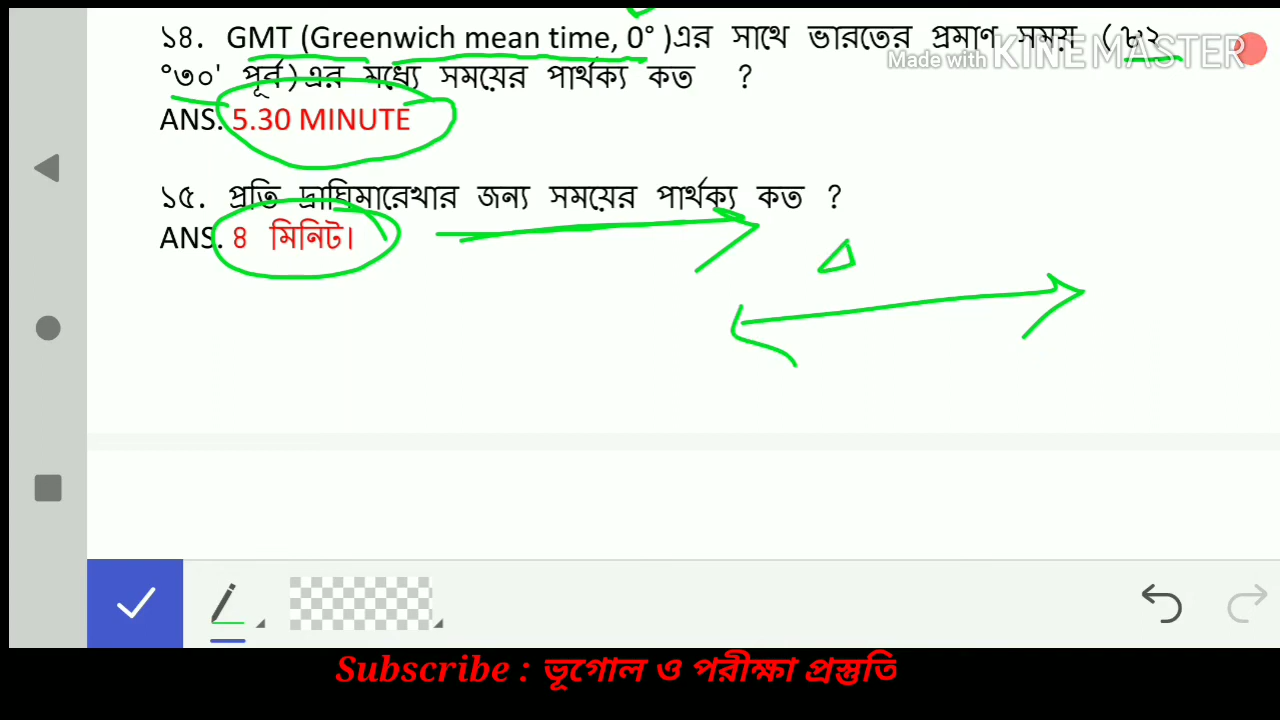 ১৪. GMT (Greenwich mean time, 0° )এর সাথে ভারতের প্রমাণ সময় ( ৮২
°৩০' পূর্ব)এর মধ্যে সময়ের পার্থক্য কত ?
ANS. 5.30 MINUTE
১৫. প্রতি দ্রাঘিমারেখার জন্য সময়ের পার্থক্য কত ?
ANS. ৪ মিনিট।
Made with KINEMASTER
Subscribe : ভূগোল ও পরীক্ষা প্রস্তুতি